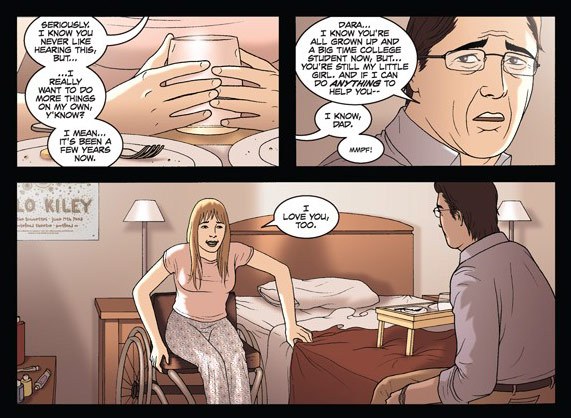 SERIOUSLY.
I KNOW YOU
NEVER LIKE
HEARING THIS,
BUT...
...I
REALLY
WANT TO DO
MORE THINGS
ON MY OWN,
Y'KNOW?
I MEAN...
IT'S BEEN A
FEW YEARS
NOW.
DARA...
I KNOW YOU'RE
ALL GROWN UP AND
A BIG TIME COLLEGE
STUDENT NOW, BUT...
YOU'RE STILL MY LITTLE
GIRL. AND IF I CAN
DO ANYTHING TO
HELP YOU--
I KNOW,
DAD.
MMPF!
LO KILEY
I
LOVE YOU,
TOO.